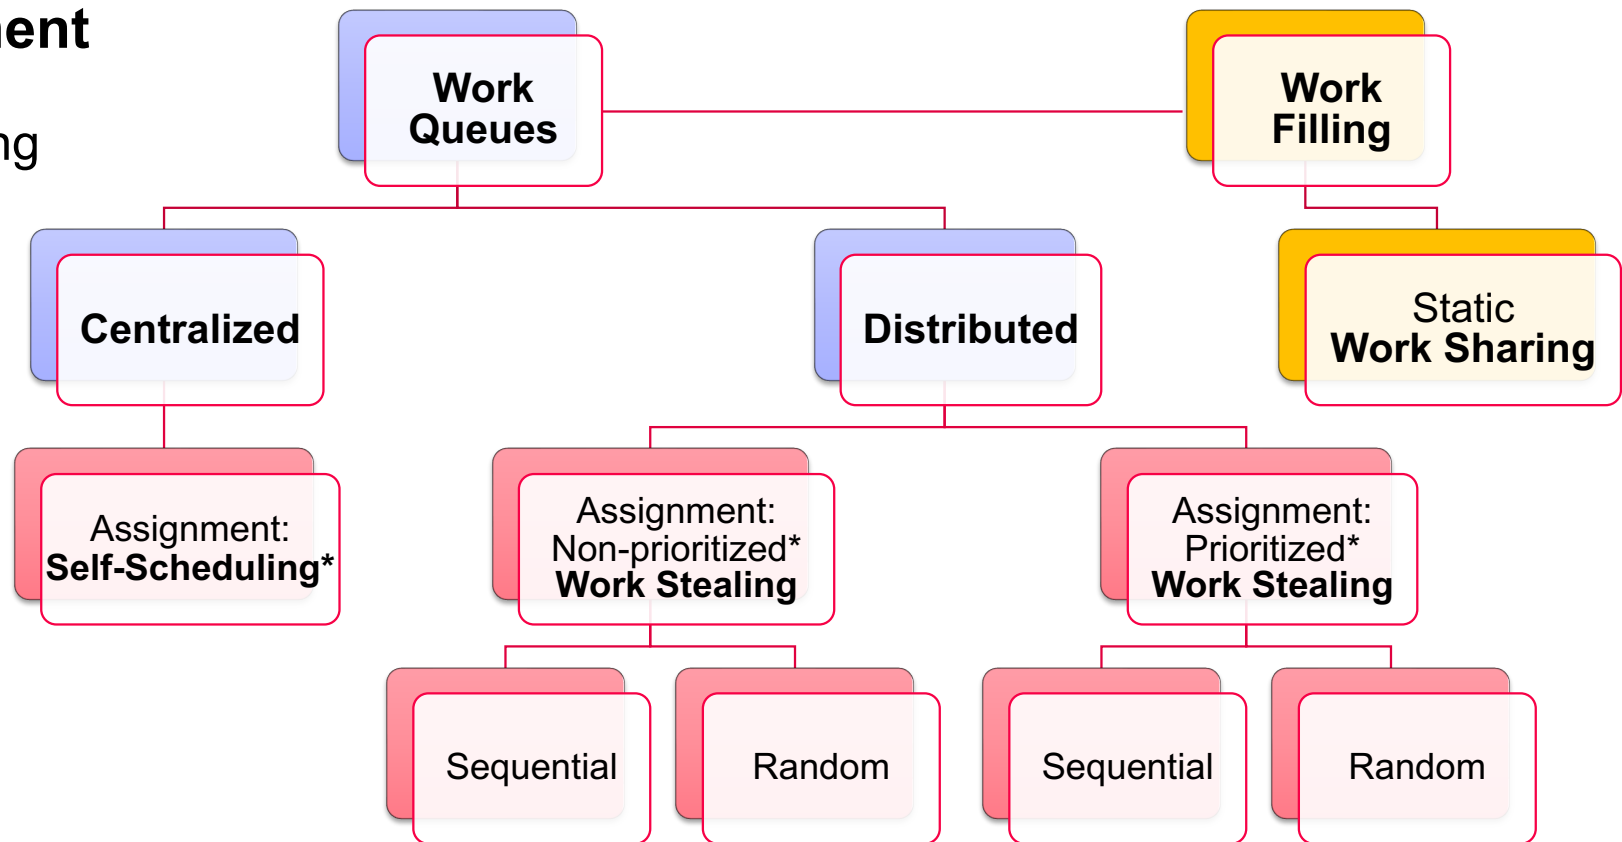 nent
ng
Work
Queues
Work
Filling
Centralized
Distributed
Static
Work Sharing
Assignment:
Self-Scheduling*
Assignment:
Non-prioritized*
Work Stealing
Assignment:
Prioritized*
Work Stealing
Sequential
Random
Sequential
Random